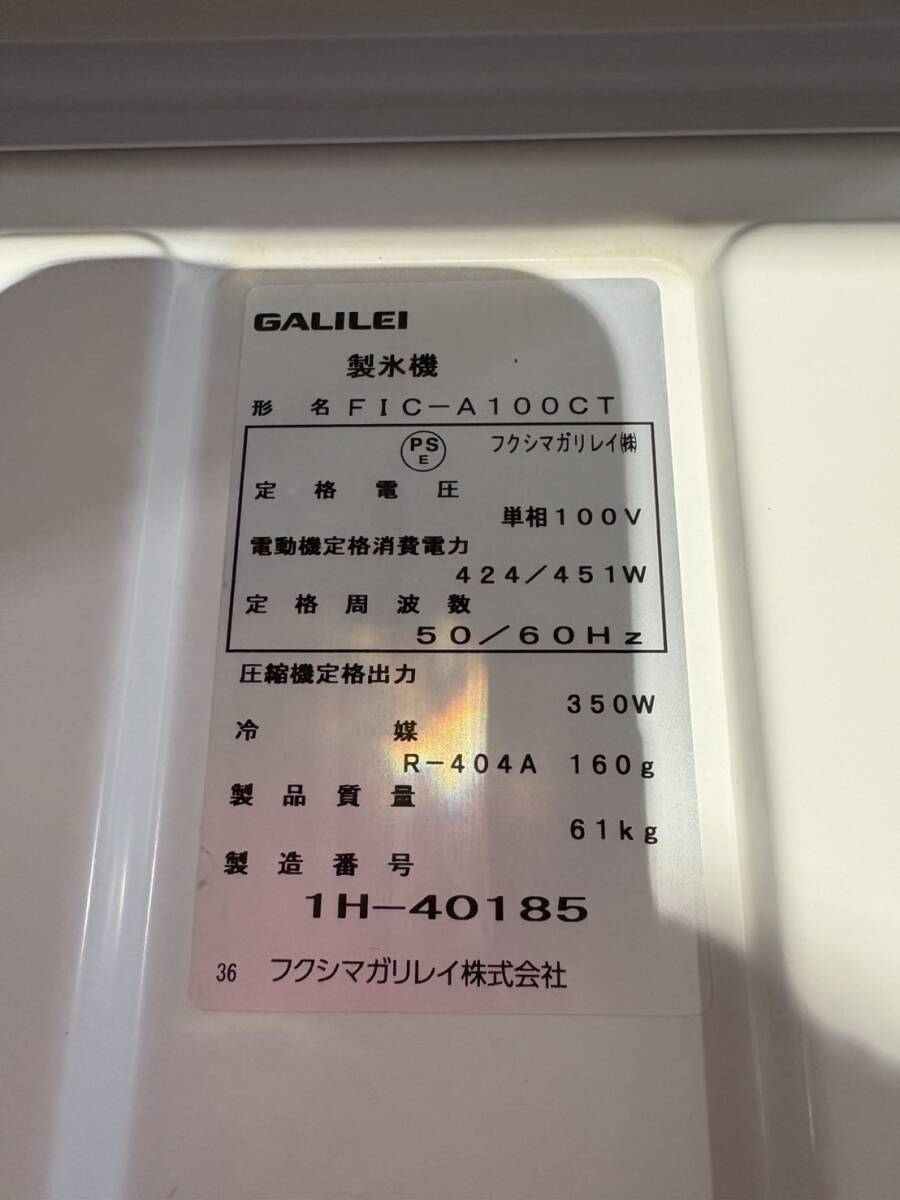 GALILEI
製氷機
形名 FIC-A100CT
PSE フクシマガリレイ㈱
定格電圧
単相100V
電動機定格消費電力
424/451W
定格周波数
50/60Hz
圧縮機定格出力
350W
冷媒
R-404A 160g
製品質量
61kg
製造番号
1H-40185
36 フクシマガリレイ株式会社